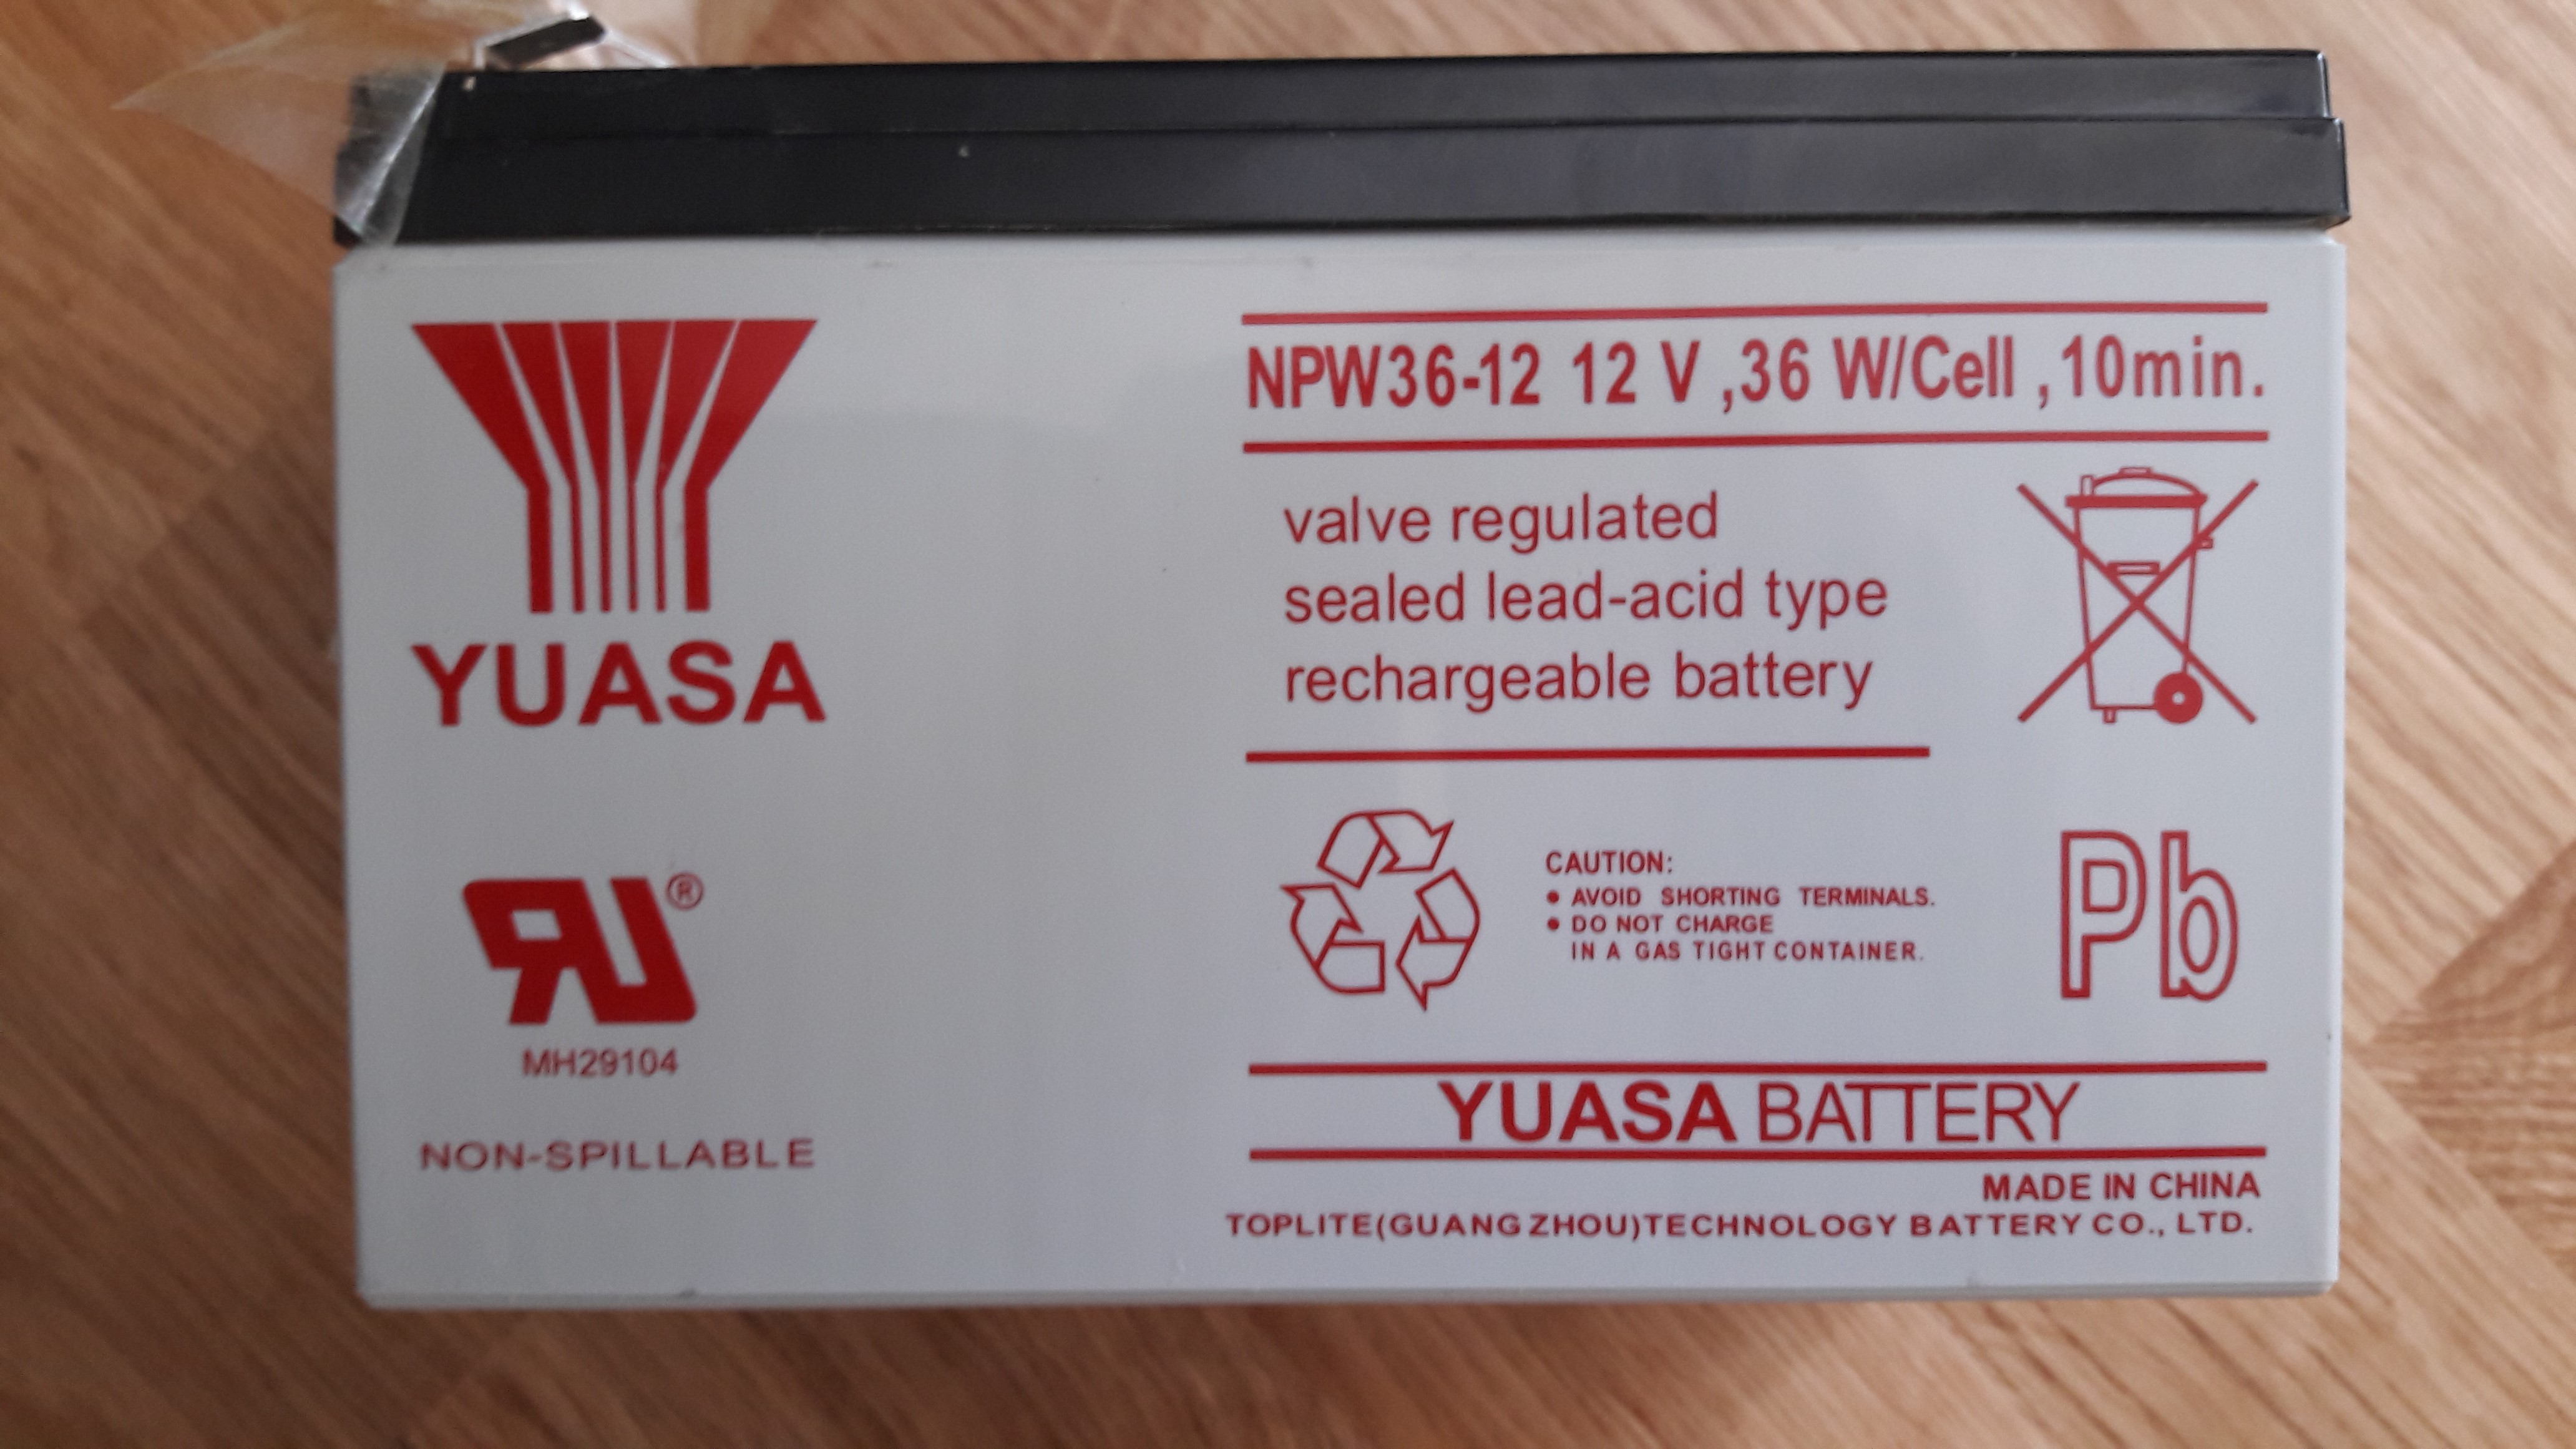 YUASA
MH29104
NON-SPILLABLE
NPW36-12 12 V ,36 W/Cell ,10min.
valve regulated
sealed lead-acid type
rechargeable battery
CAUTION:
• AVOID SHORTING TERMINALS.
• DO NOT CHARGE
IN A GAS TIGHT CONTAINER.
Pb
YUASA BATTERY
MADE IN CHINA
TOPLITE(GUANGZHOU)TECHNOLOGY BATTERY CO., LTD.